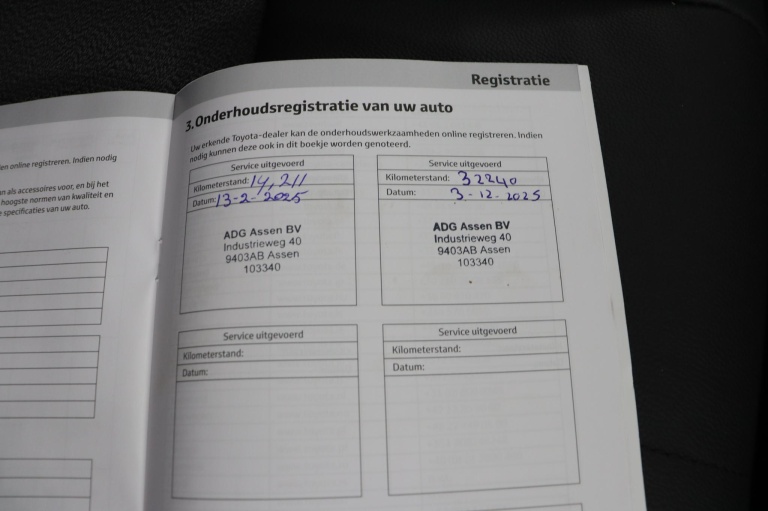 Registratie
en online registreren. Indien nodig
n als accessoires voor, en bij het
hoogste normen van kwaliteit en
specificaties van uw auto.
3.Onderhoudsregistratie van uw auto
Uw erkende Toyota-dealer kan de onderhoudswerkzaamheden online registreren. Indien
nodig kunnen deze ook in dit boekje worden genoteerd.
Service uitgevoerd
Kilometerstand: 14,211
Datum: 13-2-2025
ADG Assen BV
Industrieweg 40
9403AB Assen
103340
Service uitgevoerd
Kilometerstand: 32240
Datum: 3-12-2025
ADG Assen BV
Industrieweg 40
9403AB Assen
103340
Service uitgevoerd
Kilometerstand:
Datum:
Service uitgevoerd
Kilometerstand:
Datum: